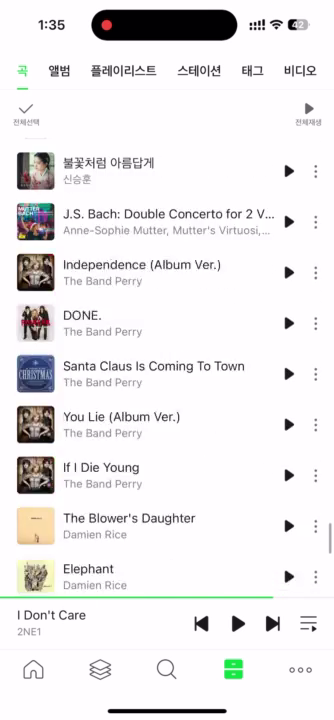 1:35
42
곡 앨범 플레이리스트 스테이션 태그 비디오
전체선택
전체재생
불꽃처럼 아름답게
신승훈
J.S. Bach: Double Concerto for 2 V...
Anne-Sophie Mutter, Mutter's Virtuosi,...
Independence (Album Ver.)
The Band Perry
DONE.
The Band Perry
Santa Claus Is Coming To Town
The Band Perry
CHRISTMAS
You Lie (Album Ver.)
The Band Perry
If I Die Young
The Band Perry
The Blower's Daughter
Damien Rice
Elephant
Damien Rice
I Don't Care
2NE1